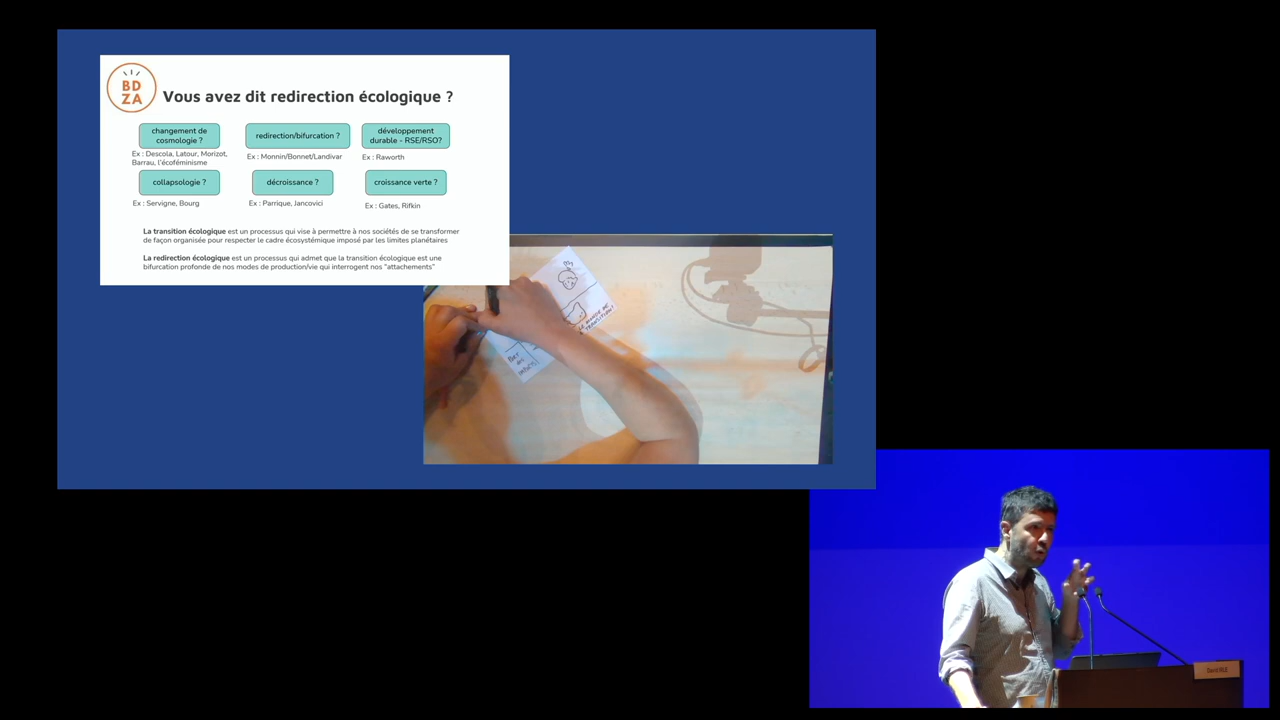 BD
ZA
Vous avez dit redirection écologique ?
changement de
cosmologie ?
redirection/bifurcation ?
développement
durable - RSE/RSO?
Ex : Descola, Latour, Morizot,
Barrau, l'écoféminisme
Ex : Monnin/Bonnet/Landivar
Ex : Raworth
collapsologie ?
décroissance ?
croissance verte ?
Ex : Servigne, Bourg
Ex : Parrique, Jancovici
Ex : Gates, Rifkin
La transition écologique est un processus qui vise à permettre à nos sociétés de se transformer
de façon organisée pour respecter le cadre écosystémique imposé par les limites planétaires
La redirection écologique est un processus qui admet que la transition écologique est une
bifurcation profonde de nos modes de production/vie qui interrogent nos "attachements"
TRANSITION!